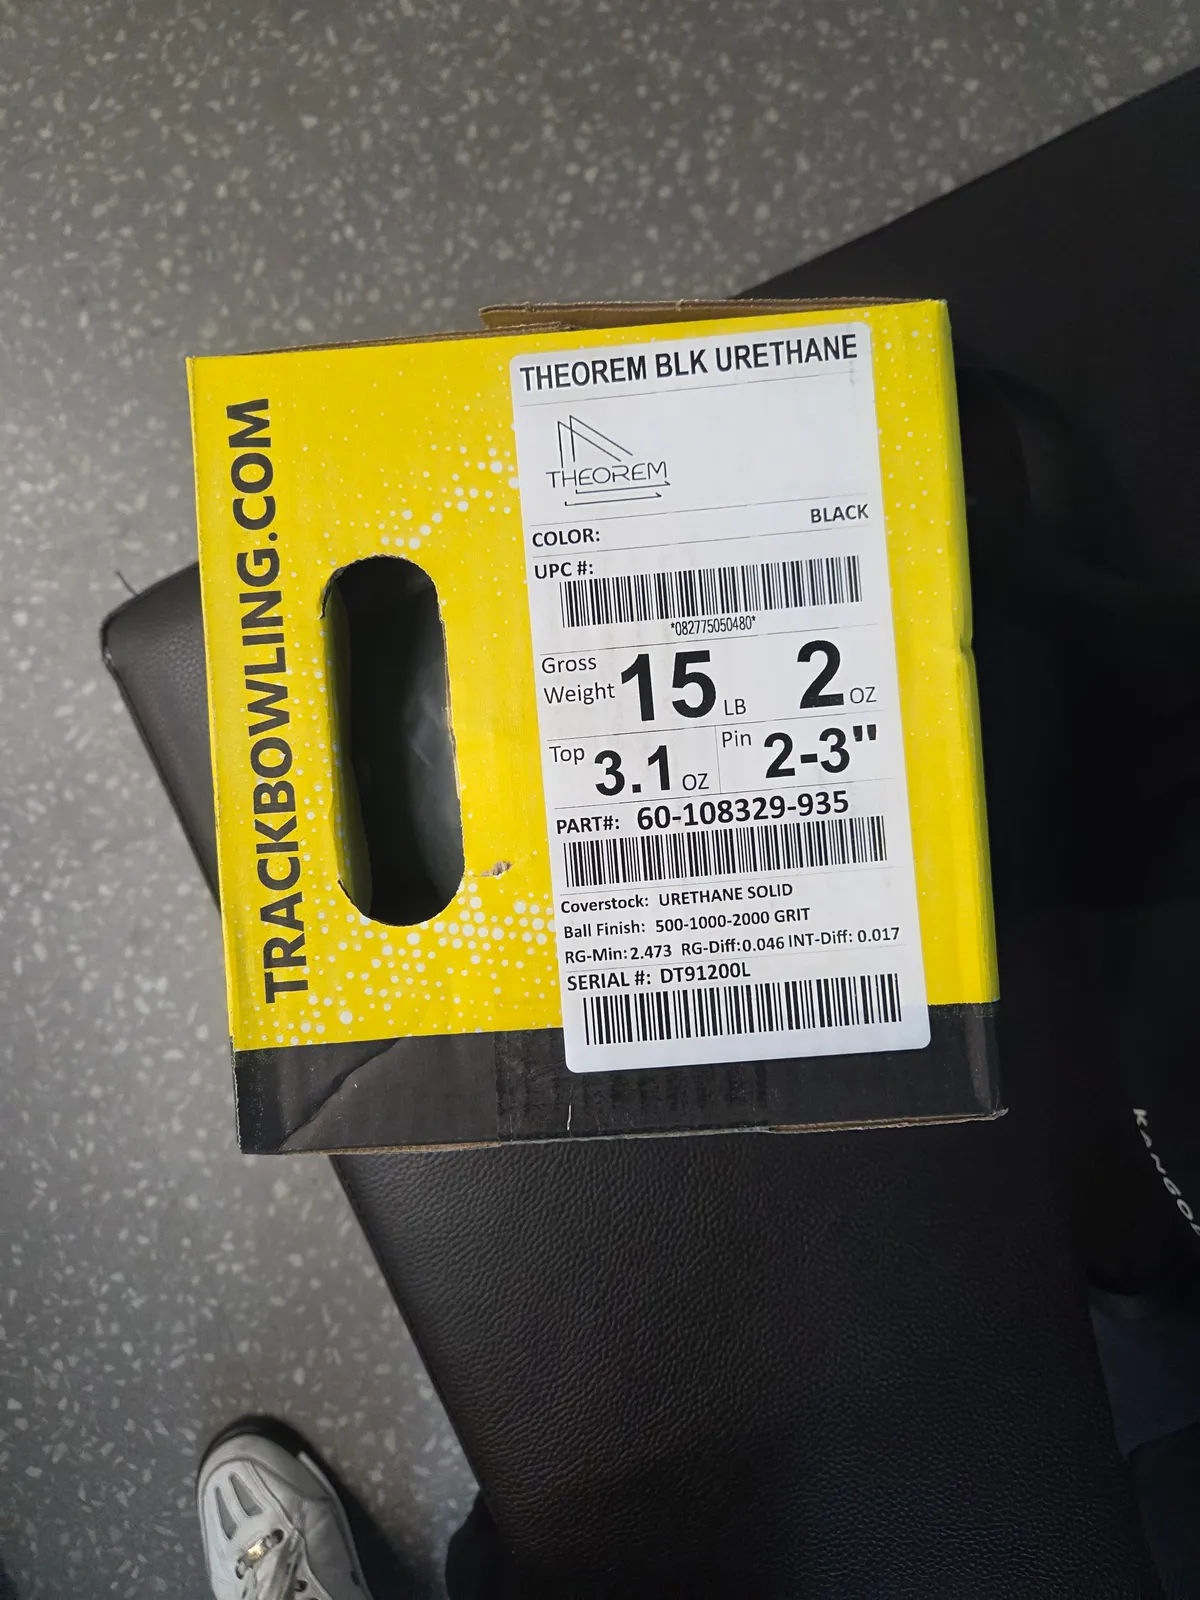 TRACKBOWLING.COM
THEOREM BLK URETHANE
THEOREM
COLOR: BLACK
UPC #:
*082775050480*
Gross Weight 15 LB 2 OZ
Top 3.1 OZ Pin 2-3"
PART#: 60-108329-935
Coverstock: URETHANE SOLID
Ball Finish: 500-1000-2000 GRIT
RG-Min: 2.473 RG-Diff: 0.046 INT-Diff: 0.017
SERIAL #: DT91200L
KANGOL